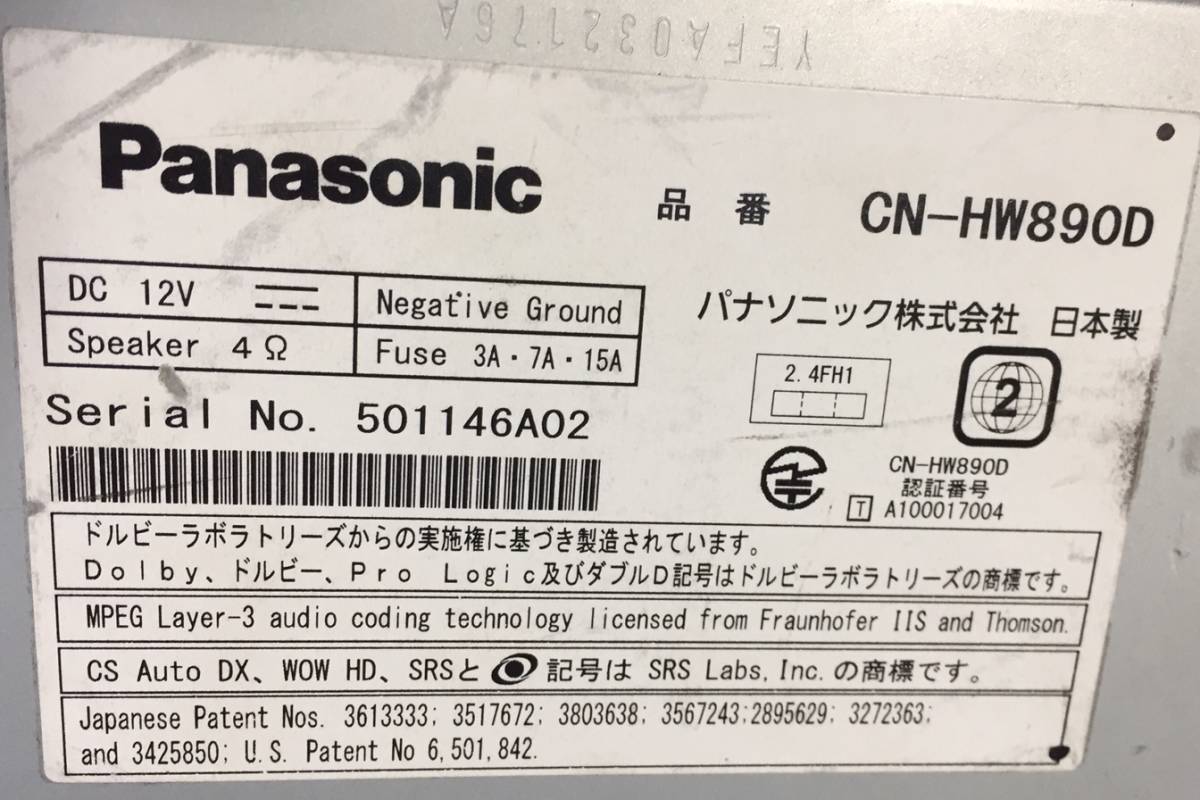 YEFA032176A
Panasonic
品番 CN-HW890D
DC 12V
Negative Ground
Speaker 4Ω
Fuse 3A・7A・15A
パナソニック株式会社 日本製
2.4FH1
2
Serial No. 501146A02
CN-HW890D
認証番号
T A100017004
ドルビーラボラトリーズからの実施権に基づき製造されています。
Dolby、ドルビー、Pro Logic及びダブルD記号はドルビーラボラトリーズの商標です。
MPEG Layer-3 audio coding technology licensed from Fraunhofer IIS and Thomson.
CS Auto DX、WOW HD、SRSと 記号は SRS Labs, Inc. の商標です。
Japanese Patent Nos. 3613333; 3517672; 3803638; 3567243;2895629; 3272363;
and 3425850; U.S. Patent No 6,501,842.